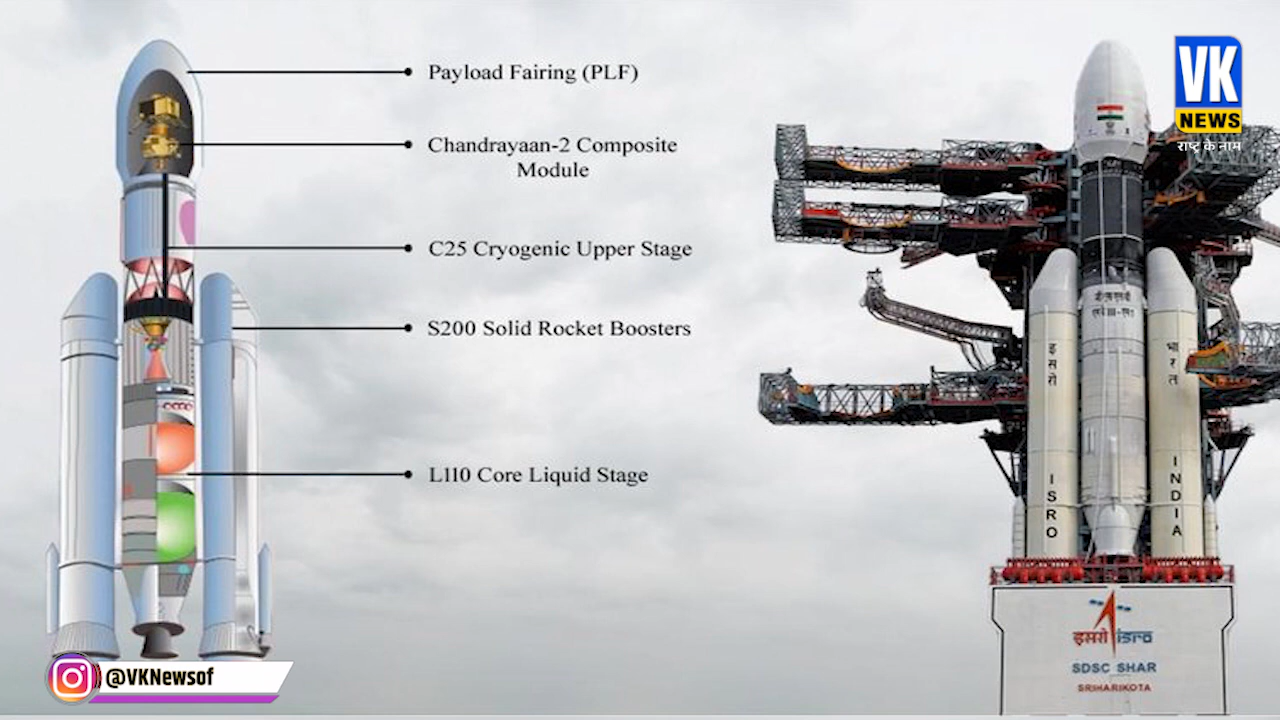 Payload Fairing (PLF)
Chandrayaan-2 Composite
Module
C25 Cryogenic Upper Stage
S200 Solid Rocket Boosters
L110 Core Liquid Stage
VK
NEWS
राष्ट्र के नाम
इसरो
भारत
ISRO
INDIA
इसरो isro
SDSC SHAR
SRIHARIKOTA
@VKNewsof